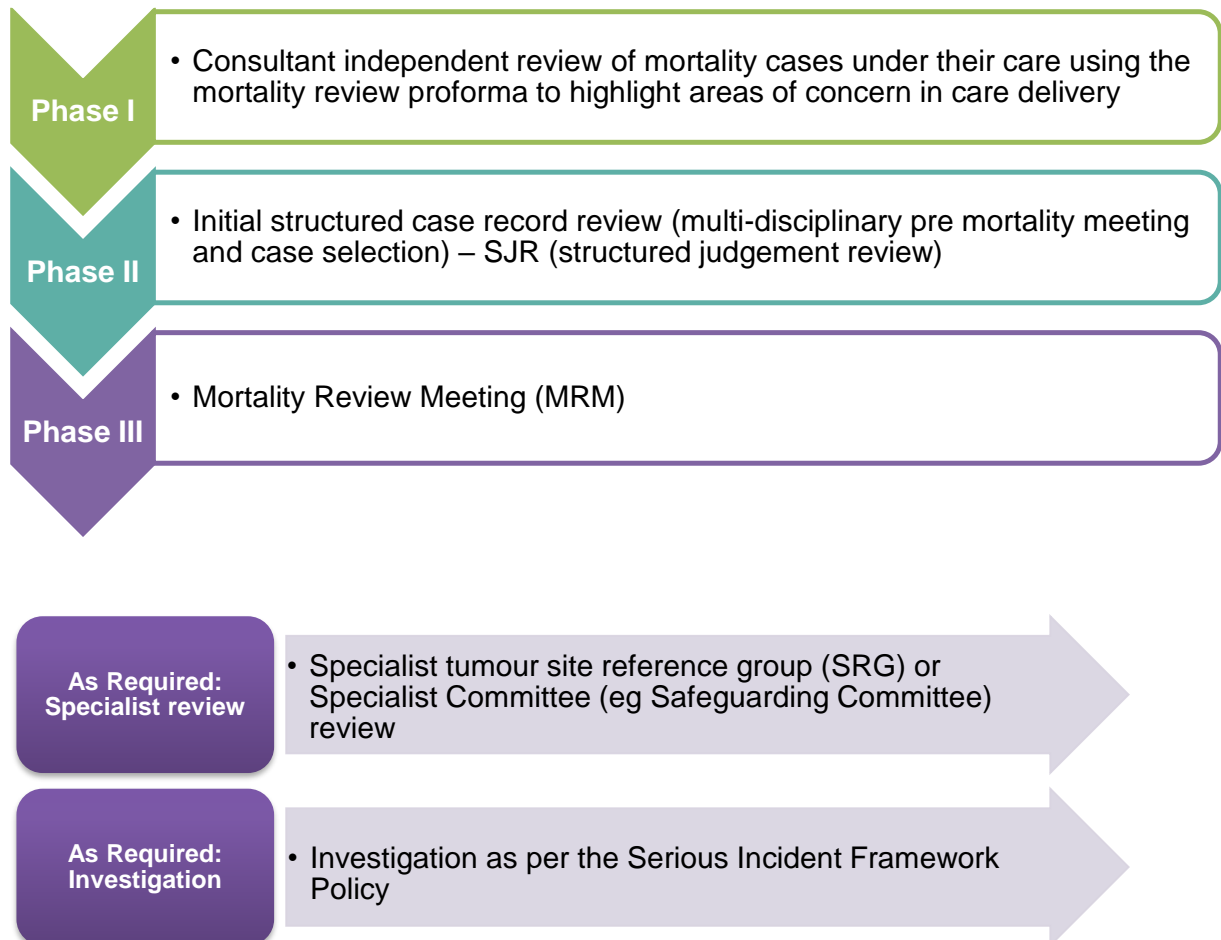 Phase I
• Consultant independent review of mortality cases under their care using the
mortality review proforma to highlight areas of concern in care delivery
Phase II
• Initial structured case record review (multi-disciplinary pre mortality meeting
and case selection) – SJR (structured judgement review)
Phase III
• Mortality Review Meeting (MRM)
As Required:
Specialist review
• Specialist tumour site reference group (SRG) or
Specialist Committee (eg Safeguarding Committee)
review
As Required:
Investigation
• Investigation as per the Serious Incident Framework
Policy